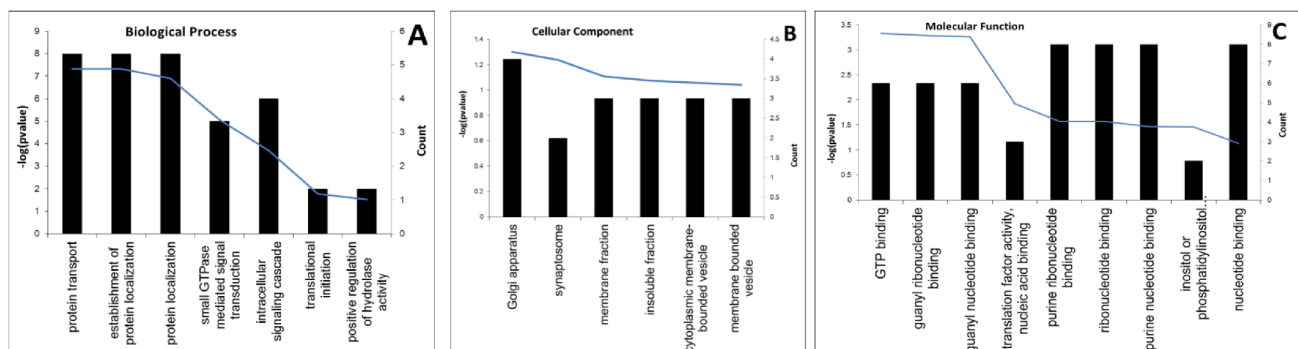 Biological Process
A
9
8
7
6
5
4
3
2
1
0
-log(pvalue)
6
5
4
3
2
1
0
Count
protein transport
establishment of
protein localization
protein localization
small GTPase
mediated signal
transduction
intracellular
signaling cascade
translational
initiation
positive regulation
of hydrolase
activity
Cellular Component
B
1.4
1.2
1
0.8
0.6
0.4
0.2
0
-log(pvalue)
4.5
4
3.5
3
2.5
2
1.5
1
0.5
0
Count
Golgi apparatus
synaptosome
membrane fraction
insoluble fraction
cytoplasmic membrane-
bounded vesicle
membrane bounded
vesicle
Molecular Function
C
3.5
3
2.5
2
1.5
1
0.5
0
-log(pvalue)
9
8
7
6
5
4
3
2
1
0
Count
GTP binding
guanyl ribonucleotide
binding
guanyl nucleotide binding
translation factor activity,
nucleic acid binding
purine ribonucleotide
binding
ribonucleotide binding
purine nucleotide binding
inositol or
phosphatidylinositol...
nucleotide binding